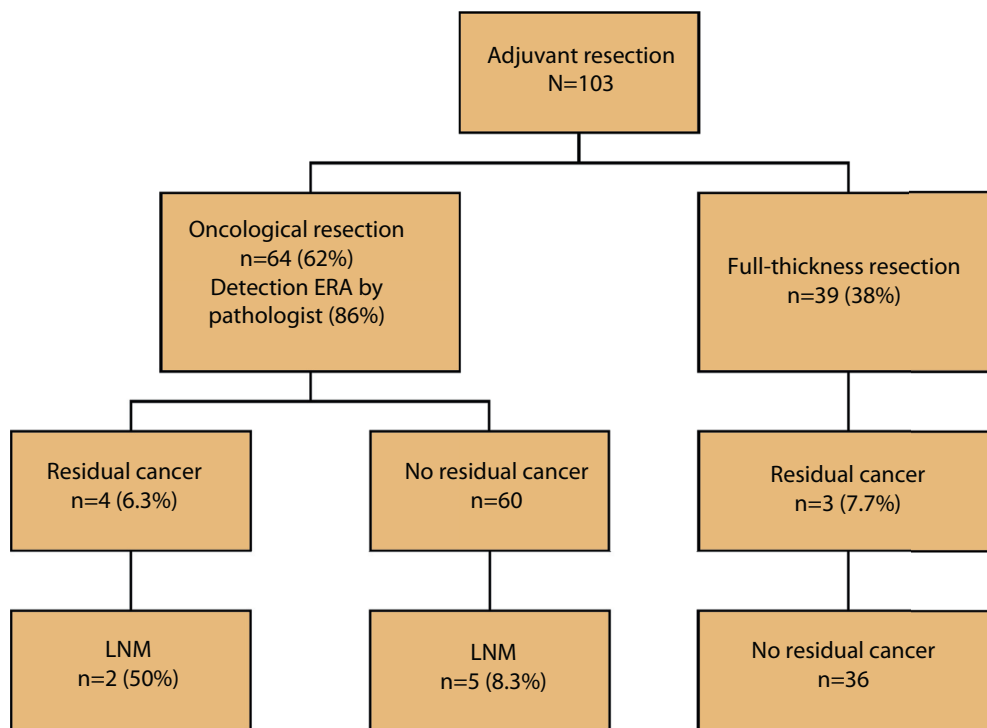 Adjuvant resection
N=103
Oncological resection
n=64 (62%)
Detection ERA by
pathologist (86%)
Full-thickness resection
n=39 (38%)
Residual cancer
n=4 (6.3%)
No residual cancer
n=60
Residual cancer
n=3 (7.7%)
LNM
n=2 (50%)
LNM
n=5 (8.3%)
No residual cancer
n=36